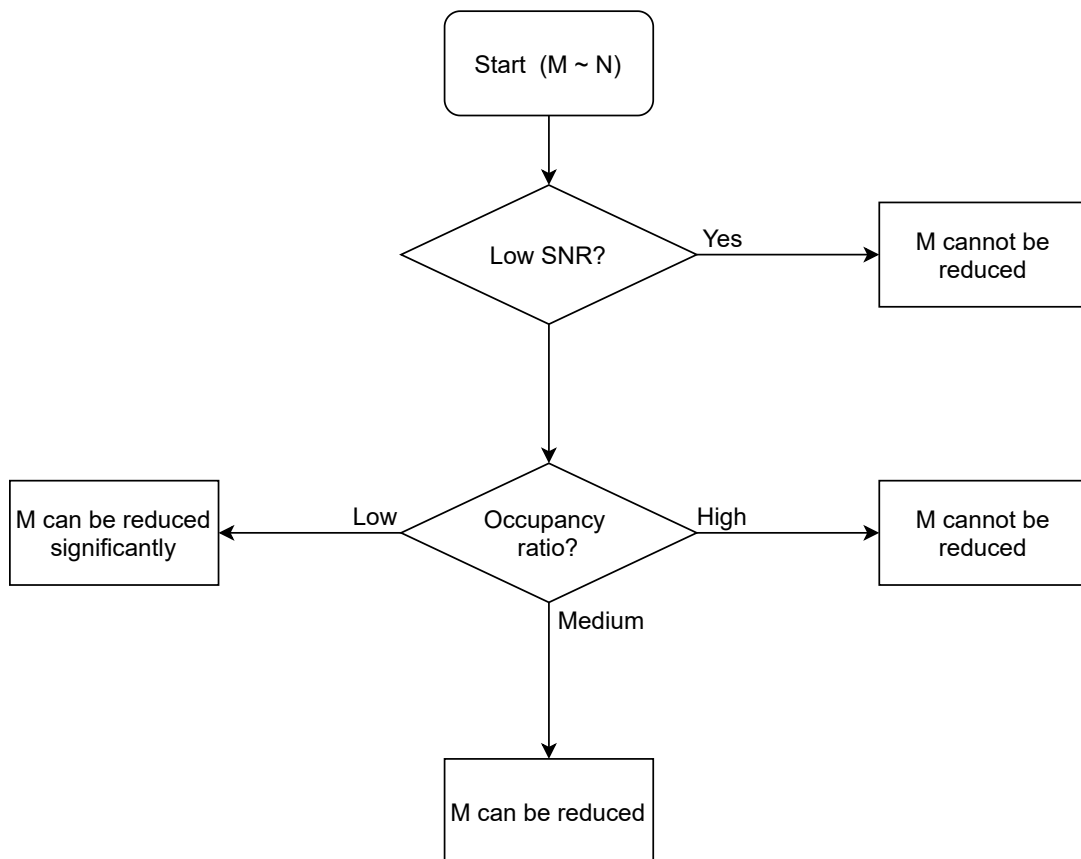 Start (M ~ N)
Low SNR?
Yes
M cannot be
reduced
Low
Occupancy
ratio?
High
M can be reduced
significantly
M cannot be
reduced
Medium
M can be reduced